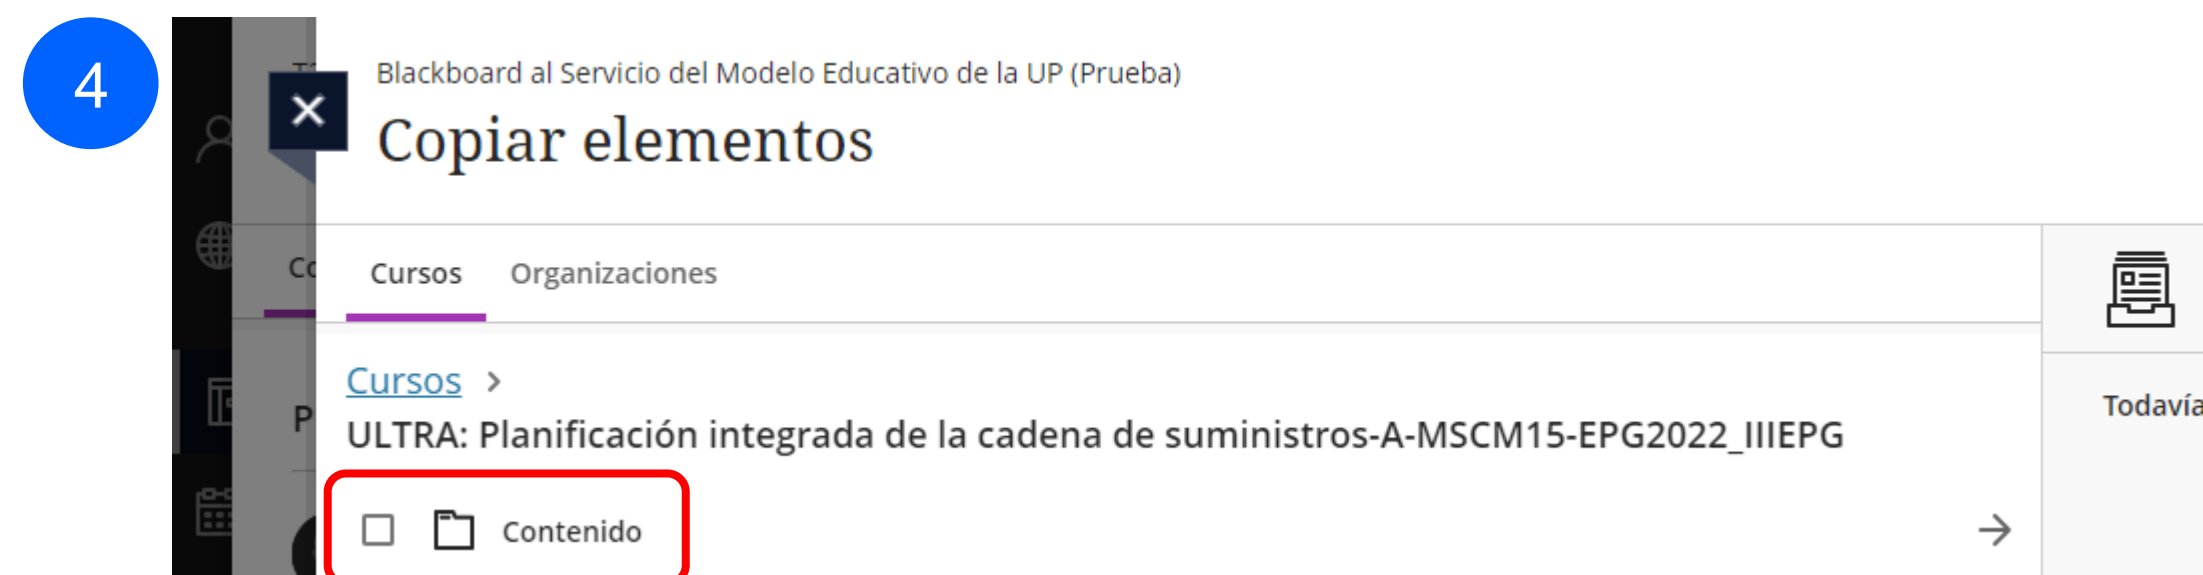 4
Blackboard al Servicio del Modelo Educativo de la UP (Prueba)
Copiar elementos
Cursos Organizaciones
Cursos >
Todavía
ULTRA: Planificación integrada de la cadena de suministros-A-MSCM15-EPG2022_IIIEPG
Contenido